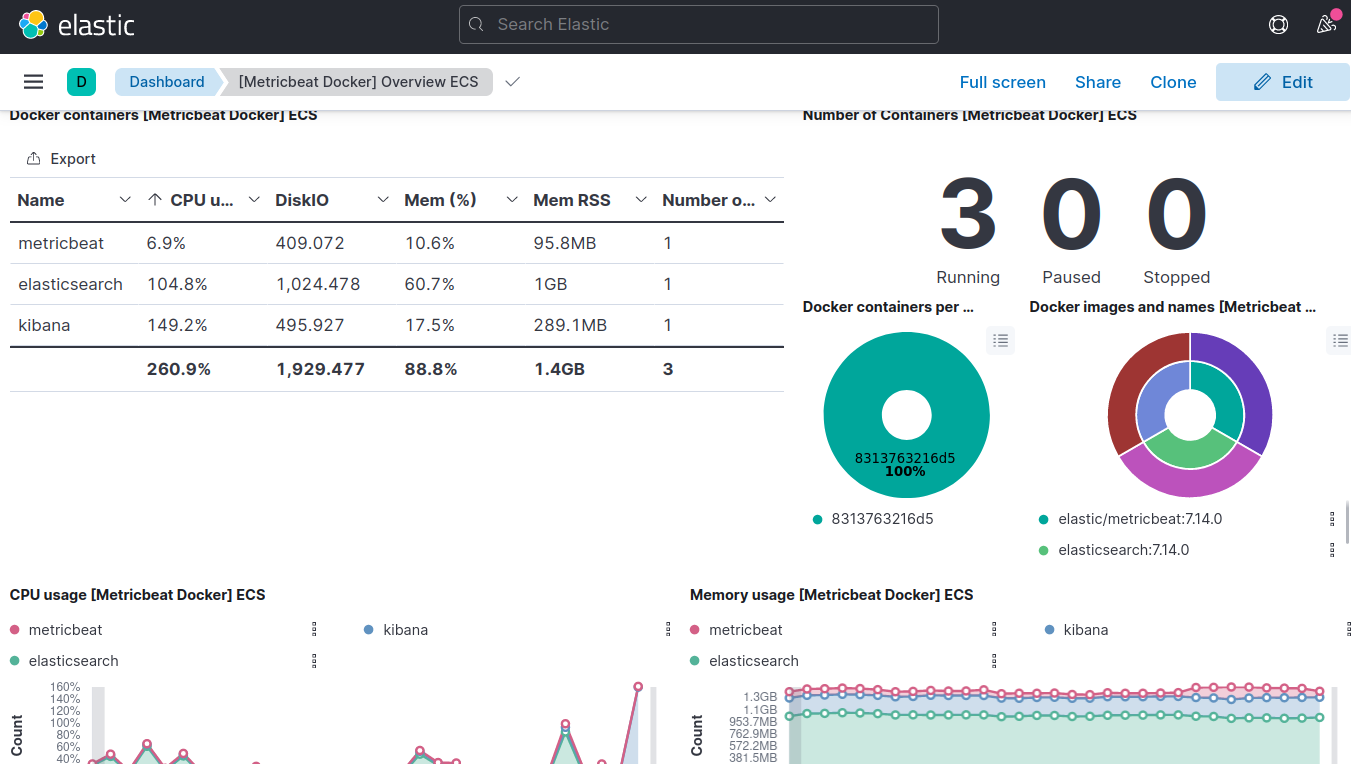 elastic
Search Elastic
D
Dashboard
[Metricbeat Docker] Overview ECS
Full screen
Share
Clone
Edit
Docker containers [Metricbeat Docker] ECS
Export
Name CPU u... DiskIO Mem (%) Mem RSS Number o...
metricbeat 6.9% 409.072 10.6% 95.8MB 1
elasticsearch 104.8% 1,024.478 60.7% 1GB 1
kibana 149.2% 495.927 17.5% 289.1MB 1
260.9% 1,929.477 88.8% 1.4GB 3
Number of Containers [Metricbeat Docker] ECS
3 0 0
Running Paused Stopped
Docker containers per ...
8313763216d5
100%
8313763216d5
Docker images and names [Metricbeat ...
elastic/metricbeat:7.14.0
elasticsearch:7.14.0
CPU usage [Metricbeat Docker] ECS
metricbeat kibana
elasticsearch
160%
140%
120%
100%
80%
60%
40%
Count
Memory usage [Metricbeat Docker] ECS
metricbeat kibana
elasticsearch
1.3GB
1.1GB
953.7MB
762.9MB
572.2MB
381.5MB
Count